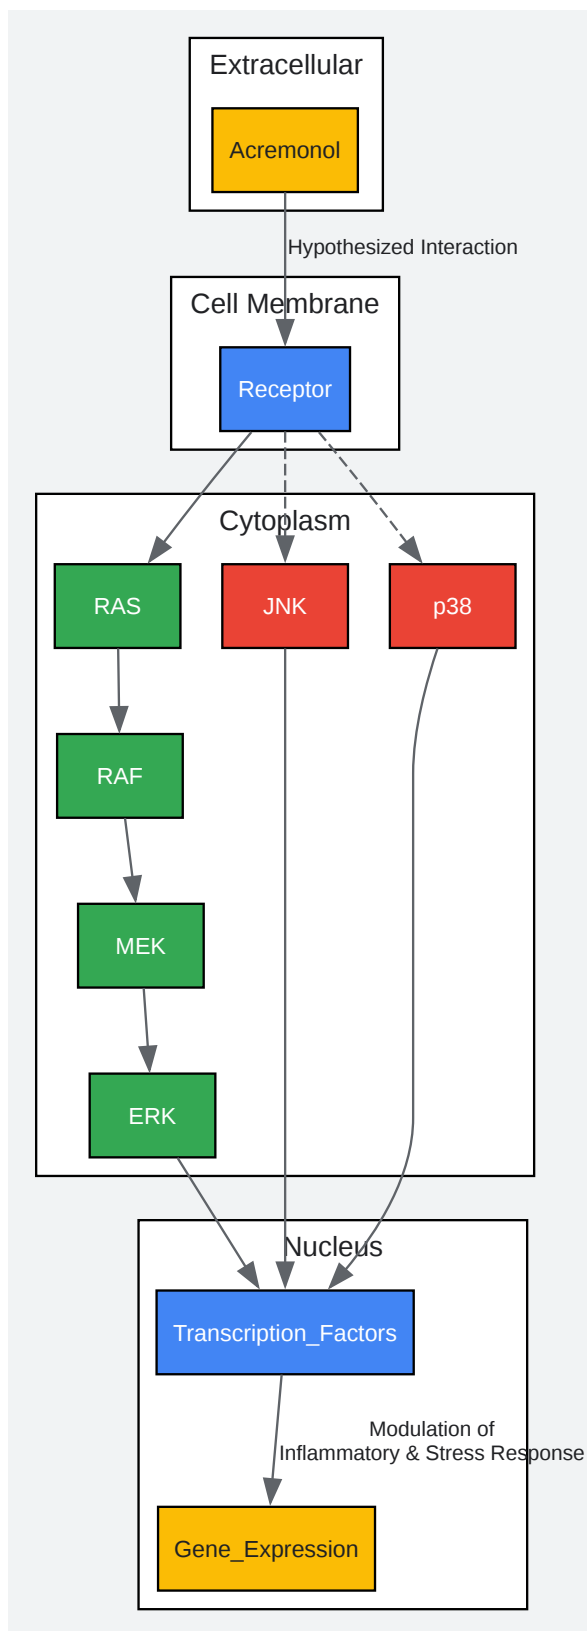 Extracellular
Acremonol
Hypothesized Interaction
Cell Membrane
Receptor
Cytoplasm
RAS
JNK
p38
RAF
MEK
ERK
Nucleus
Transcription_Factors
Modulation of
Inflammatory & Stress Response
Gene_Expression